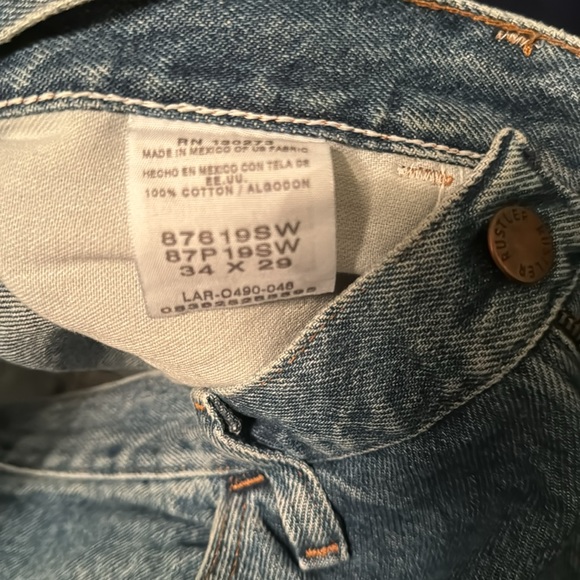 RN 130273
MADE IN MEXICO OF US FABRIC
HECHO EN MEXICO CON TELA DE
EE.UU.
100% COTTON / ALGODON
87619SW
87P19SW
34 X 29
LAR-O490-046
RUSTLER RUSTLER